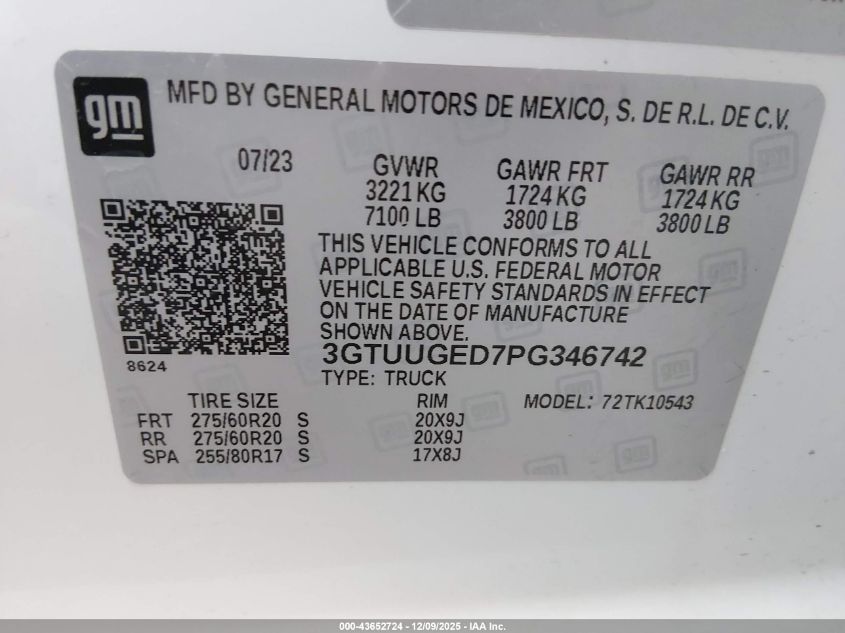 gm
MFD BY GENERAL MOTORS DE MEXICO, S. DE R.L. DE C.V.
07/23 GVWR GAWR FRT GAWR RR
3221 KG 1724 KG 1724 KG
7100 LB 3800 LB 3800 LB
THIS VEHICLE CONFORMS TO ALL
APPLICABLE U.S. FEDERAL MOTOR
VEHICLE SAFETY STANDARDS IN EFFECT
ON THE DATE OF MANUFACTURE
SHOWN ABOVE.
8624
3GTUUGED7PG346742
TYPE: TRUCK
TIRE SIZE RIM MODEL: 72TK10543
FRT 275/60R20 S 20X9J
RR 275/60R20 S 20X9J
SPA 255/80R17 S 17X8J
000-43652724 - 12/09/2025 - IAA Inc.